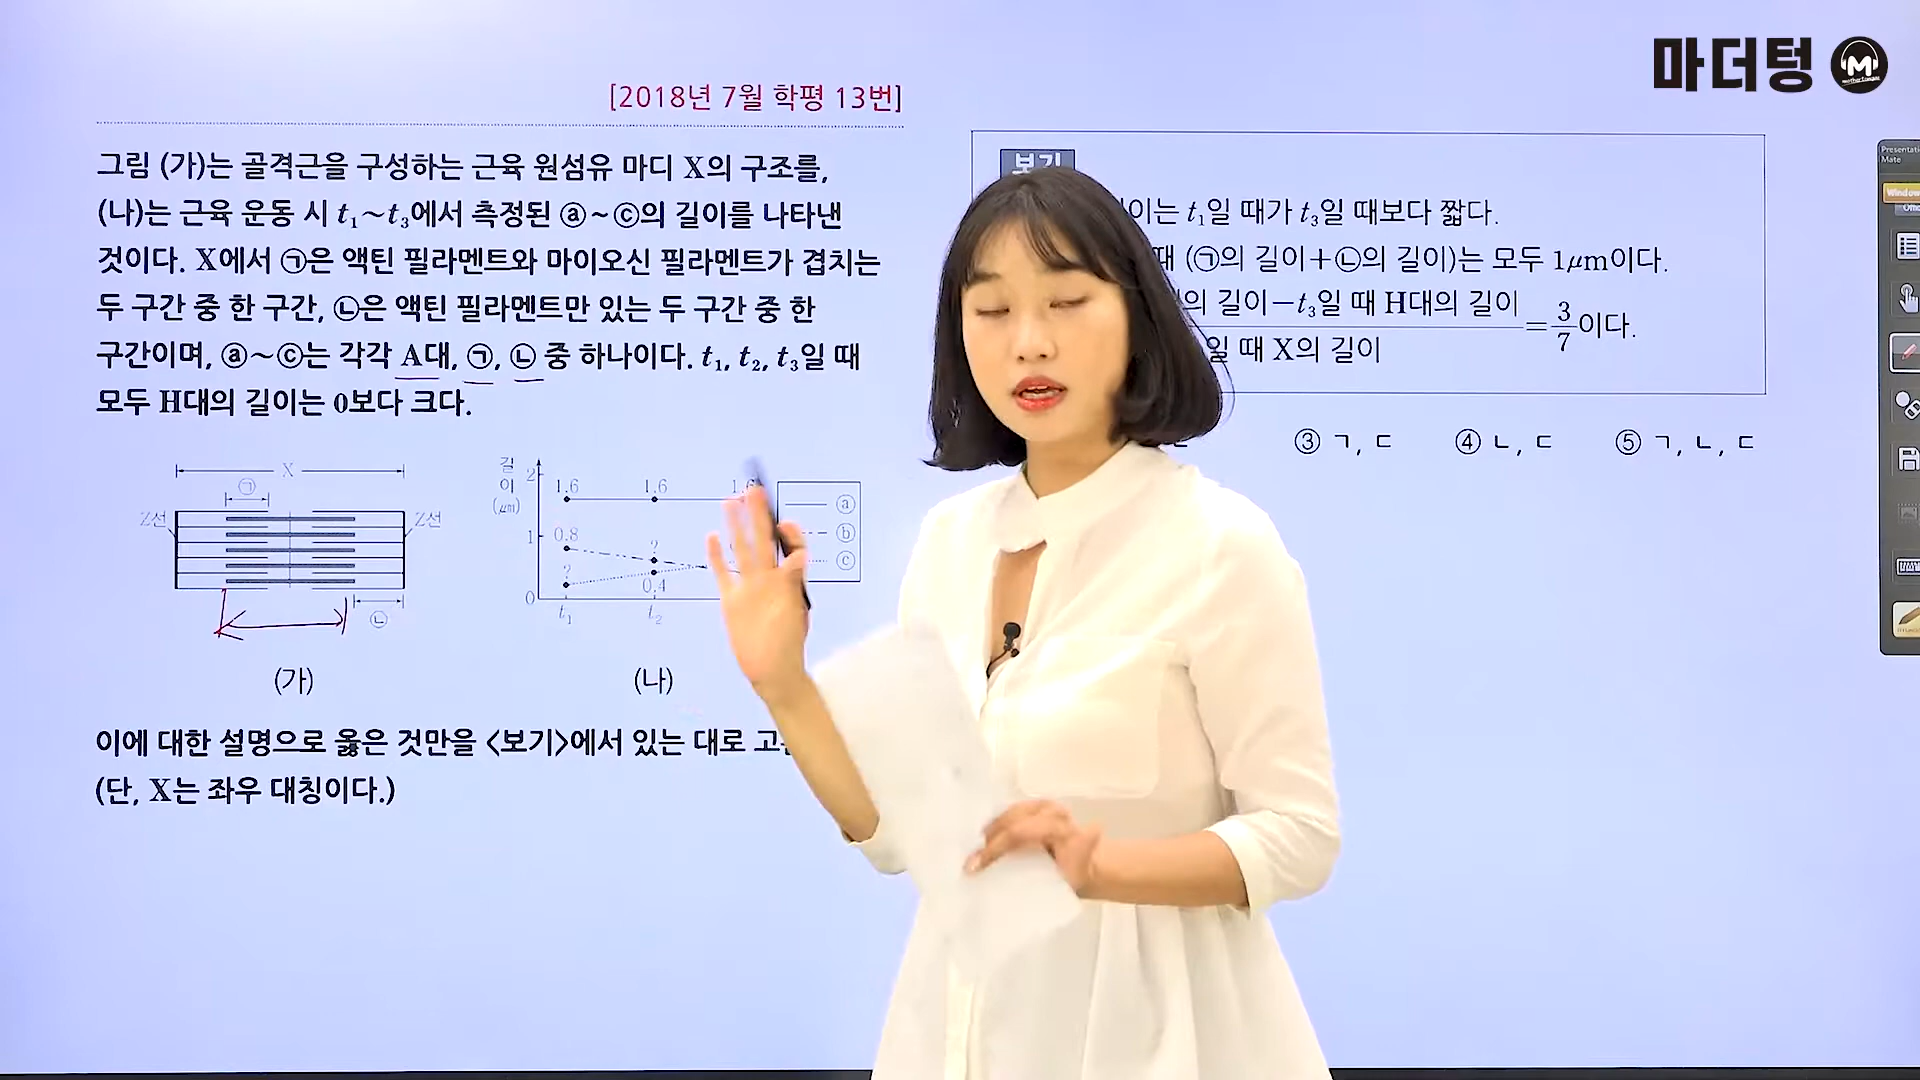 마더텅
[2018년 7월 학평 13번]
그림 (가)는 골격근을 구성하는 근육 원섬유 마디 X의 구조를,
(나)는 근육 운동 시 t₁~t₃에서 측정된 ⓐ~ⓒ의 길이를 나타낸
것이다. X에서 ㉠은 액틴 필라멘트와 마이오신 필라멘트가 겹치는
두 구간 중 한 구간, ㉡은 액틴 필라멘트만 있는 두 구간 중 한
구간이며, ⓐ~ⓒ는 각각 A대, ㉠, ㉡ 중 하나이다. t₁, t₂, t₃일 때
모두 H대의 길이는 0보다 크다.
X
㉠
Z선
Z선
㉡
(가)
길이(μm)
2
1
0
1.6
1.6
1.6
0.8
?
?
0.4
t₁
t₂
ⓐ
ⓑ
ⓒ
(나)
이에 대한 설명으로 옳은 것만을 <보기>에서 있는 대로
(단, X는 좌우 대칭이다.)
보기
이는 t₁일 때가 t₃일 때보다 짧다.
때 (㉠의 길이+㉡의 길이)는 모두 1μm이다.
의 길이-t₃일 때 H대의 길이
일 때 X의 길이
=3/7이다.
③ ㄱ, ㄷ
④ ㄴ, ㄷ
⑤ ㄱ, ㄴ, ㄷ
Presentati
Mate
Window